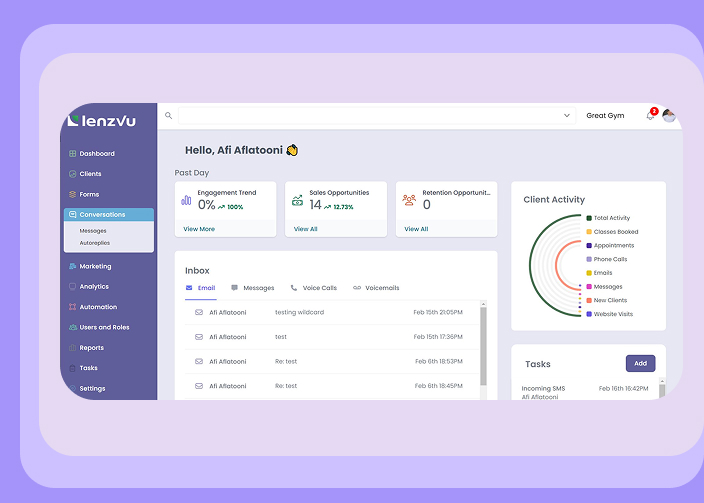 lenzvu
Great Gym
2
Dashboard
Clients
Forms
Conversations
Messages
Autoreplies
Marketing
Analytics
Automation
Users and Roles
Reports
Tasks
Settings
Hello, Afi Aflatooni
Past Day
Engagement Trend
0% 100%
View More
Sales Opportunities
14 12.73%
View All
Retention Opportunit...
0
View All
Inbox
Email Messages Voice Calls Voicemails
Afi Aflatooni testing wildcard Feb 15th 21:05PM
Afi Aflatooni test Feb 15th 17:36PM
Afi Aflatooni Re: test Feb 6th 18:53PM
Afi Aflatooni Re: test Feb 6th 18:45PM
Client Activity
Total Activity
Classes Booked
Appointments
Phone Calls
Emails
Messages
New Clients
Website Visits
Tasks Add
Incoming SMS Feb 16th 16:42PM
Afi Aflatooni